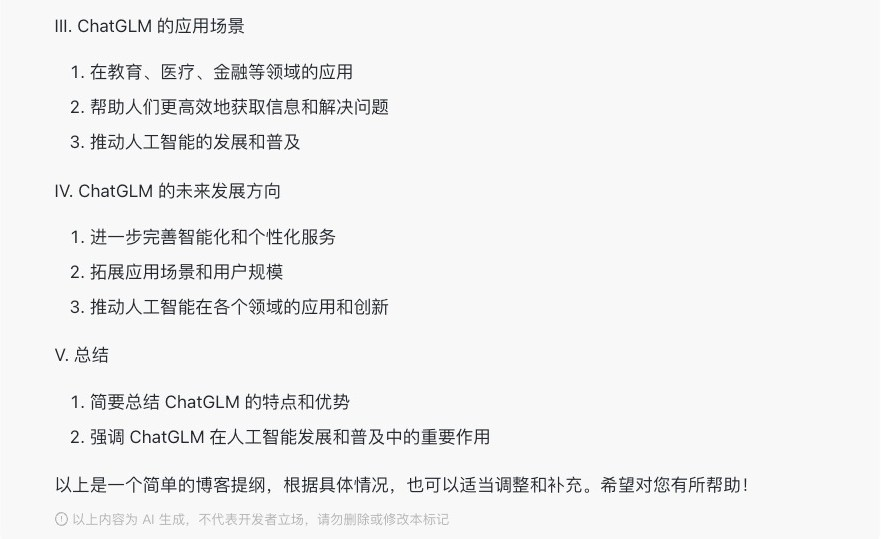 III. ChatGLM 的应用场景
1. 在教育、医疗、金融等领域的应用
2. 帮助人们更高效地获取信息和解决问题
3. 推动人工智能的发展和普及
IV. ChatGLM 的未来发展方向
1. 进一步完善智能化和个性化服务
2. 拓展应用场景和用户规模
3. 推动人工智能在各个领域的应用和创新
V. 总结
1. 简要总结 ChatGLM 的特点和优势
2. 强调 ChatGLM 在人工智能发展和普及中的重要作用
以上是一个简单的博客提纲，根据具体情况，也可以适当调整和补充。希望对您有所帮助！
以上内容为 AI 生成，不代表开发者立场，请勿删除或修改本标记